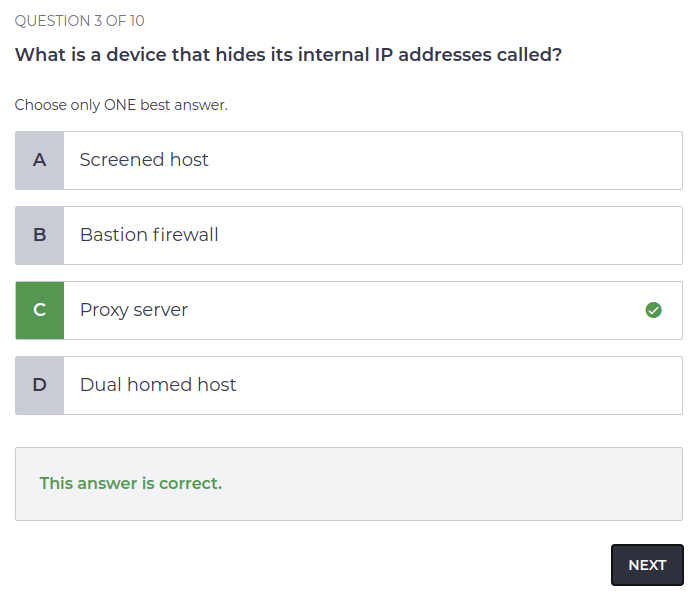 QUESTION 3 OF 10
What is a device that hides its internal IP addresses called?
Choose only ONE best answer.
A Screened host
B Bastion firewall
C Proxy server
D Dual homed host
This answer is correct.
NEXT